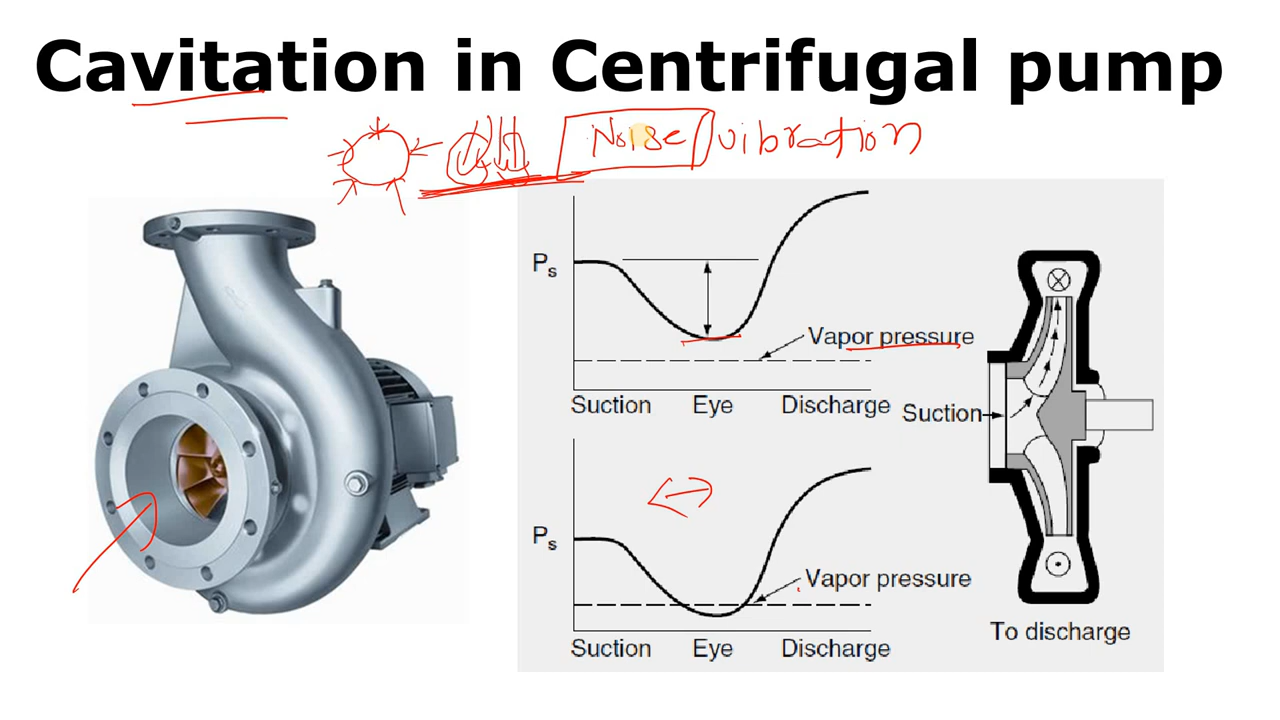 Cavitation in Centrifugal pump
Noise/vibration
Ps
Vapor pressure
Suction Eye Discharge
Suction
Ps
Vapor pressure
Suction Eye Discharge
To discharge